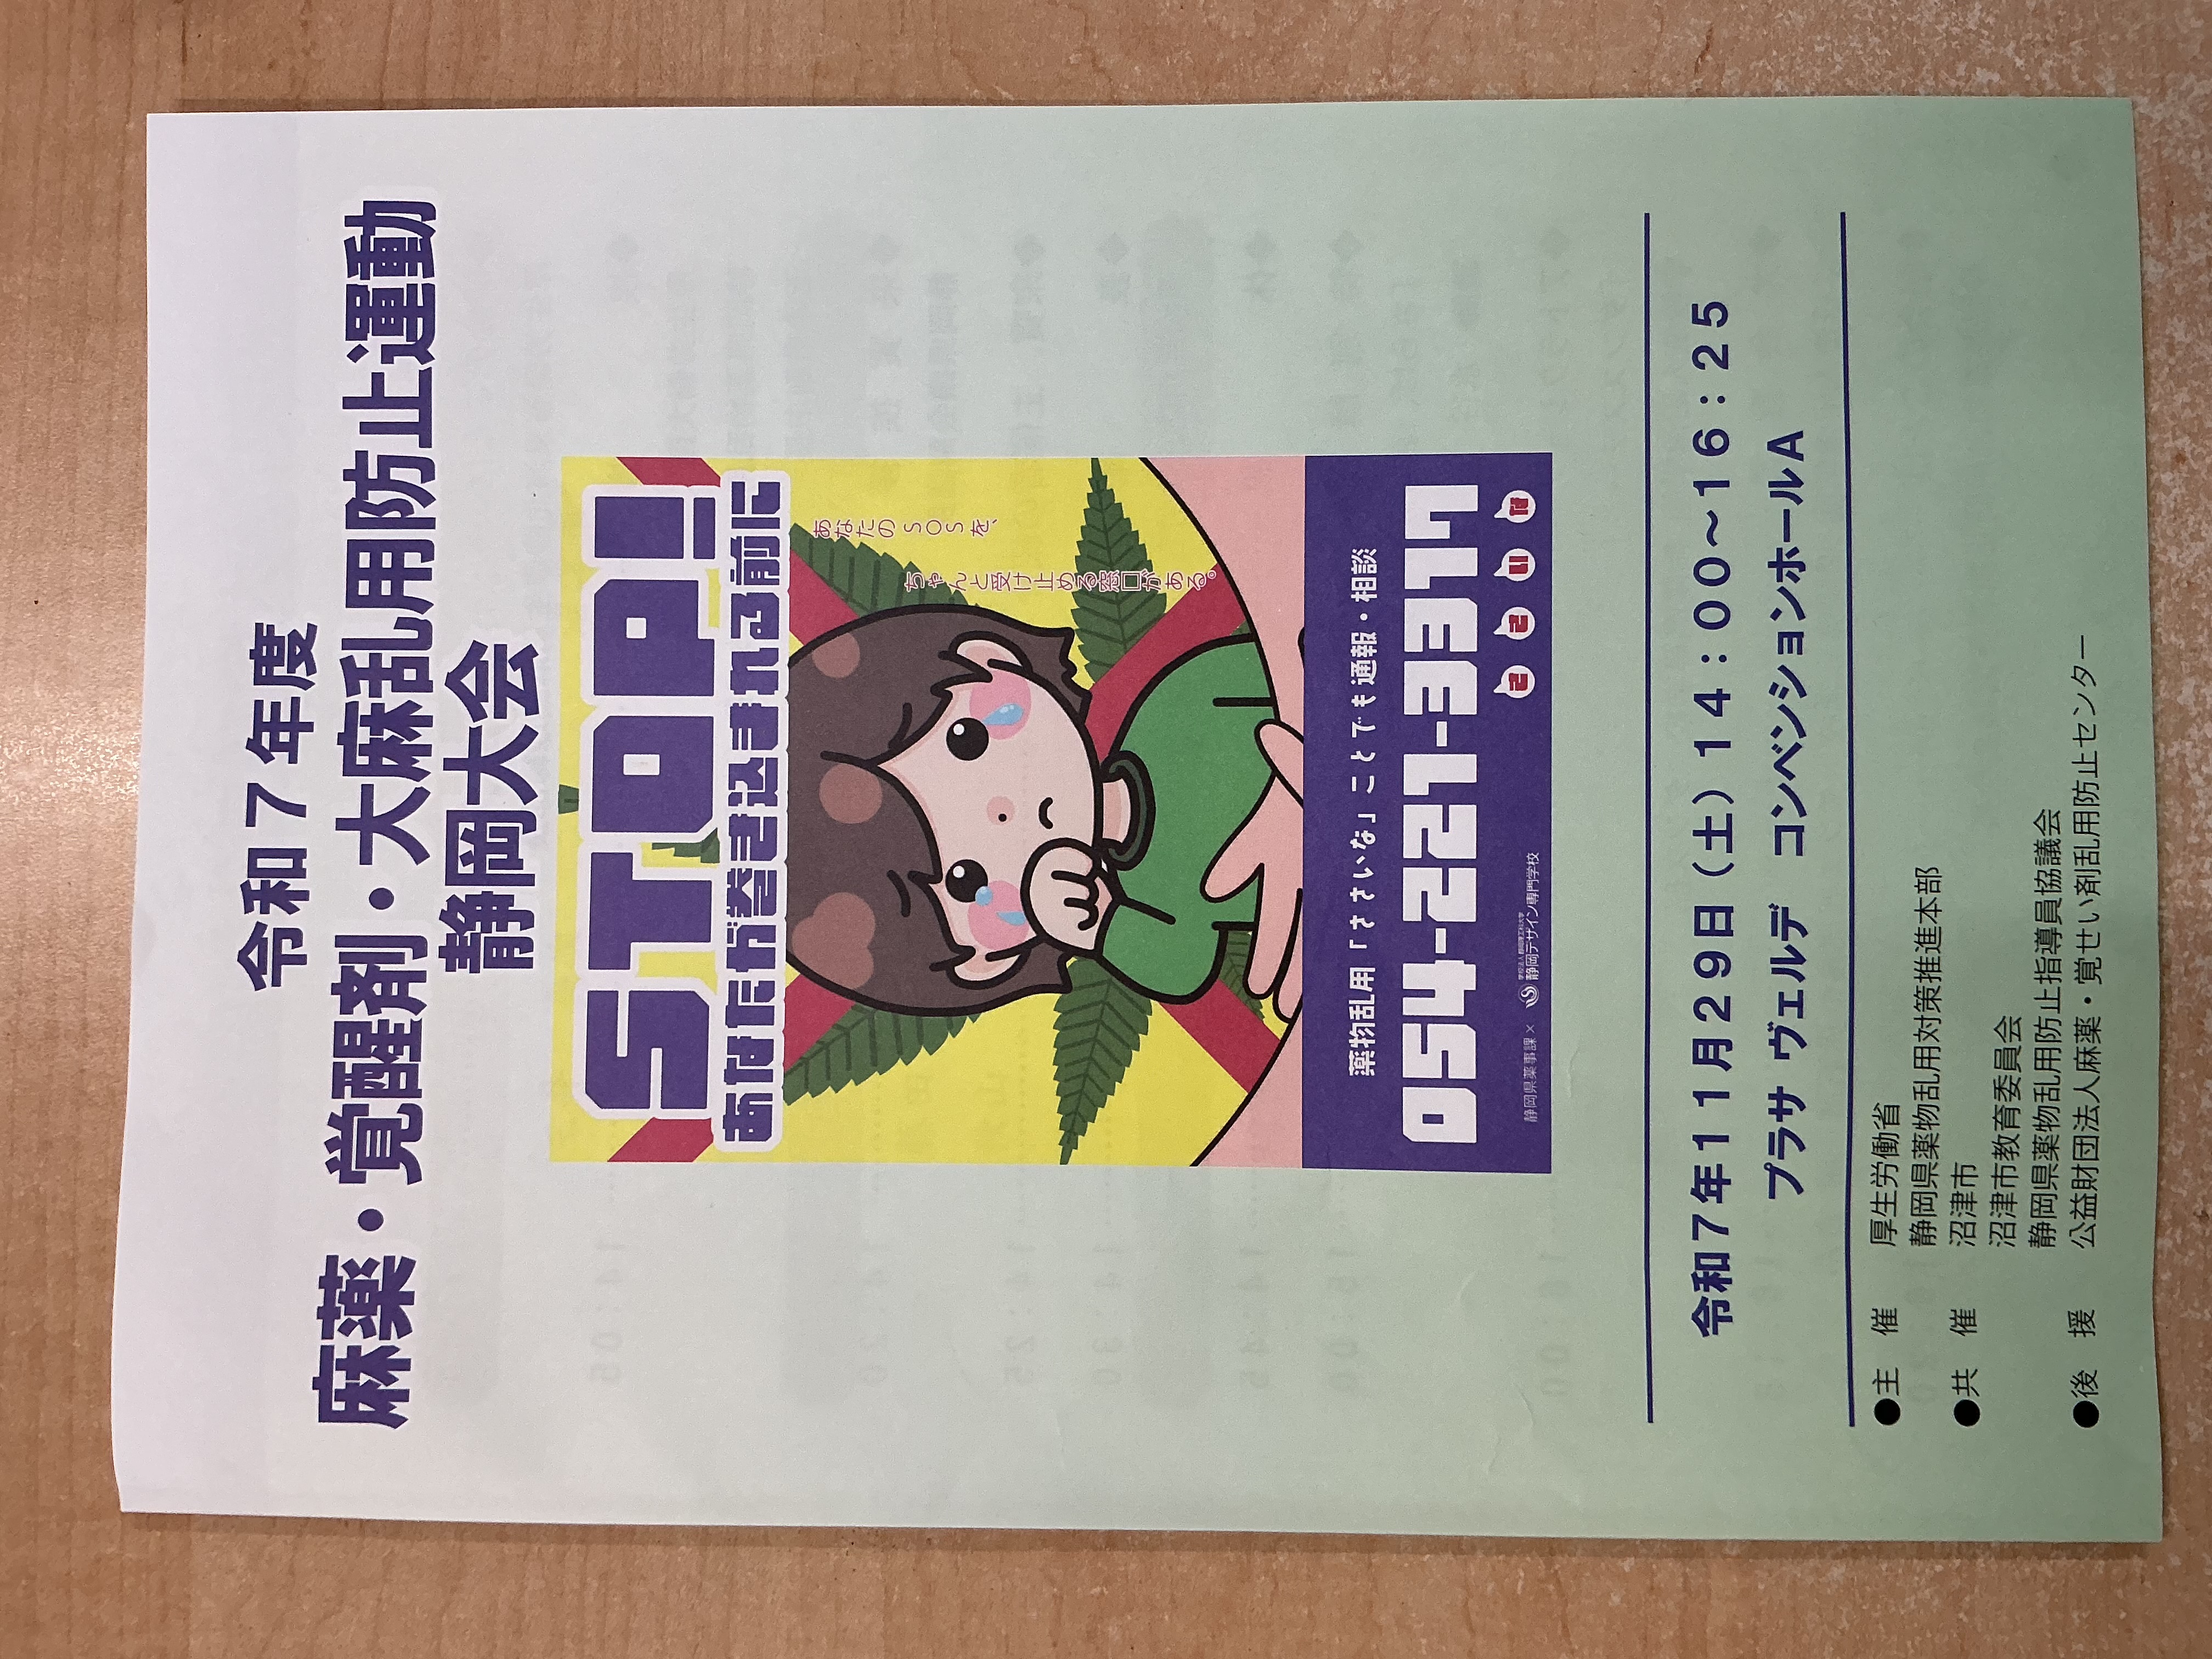 令和７年度
麻薬・覚醒剤・大麻乱用防止運動
静岡大会
STOP!
あなたが巻き込まれる前に
あなたのSOSを、
ちゃんと受け止める窓口がある。
薬物乱用「ささいな」ことでも通報・相談
054-221-3317
静岡県薬事課×
静岡デザイン専門学校
令和７年１１月２９日（土）１４：００～１６：２５
プラサ ヴェルデ コンベンションホールＡ
●主 催 厚生労働省
静岡県薬物乱用対策推進本部
●共 催 沼津市
沼津市教育委員会
静岡県薬物乱用防止指導員協議会
●後 援 公益財団法人麻薬・覚せい剤乱用防止センター